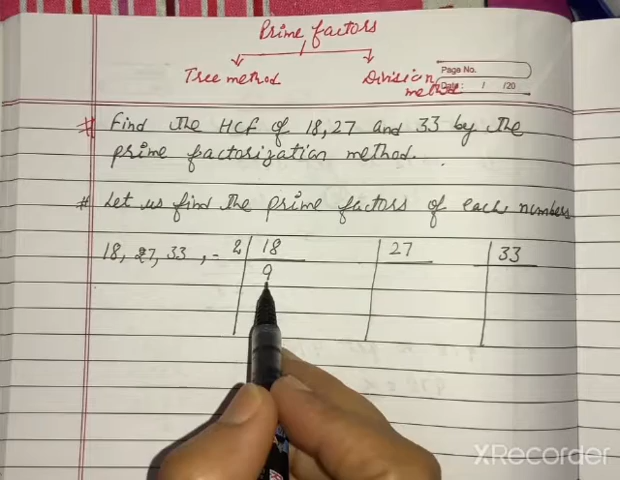 Prime factors
Tree method
Division method
Page No.
Date: / /20
# Find the HCF of 18, 27 and 33 by the
prime factorization method.
# Let us find the prime factors of each numbers
18, 27, 33, - 2 | 18 | 27 | 33
9
XRecorder